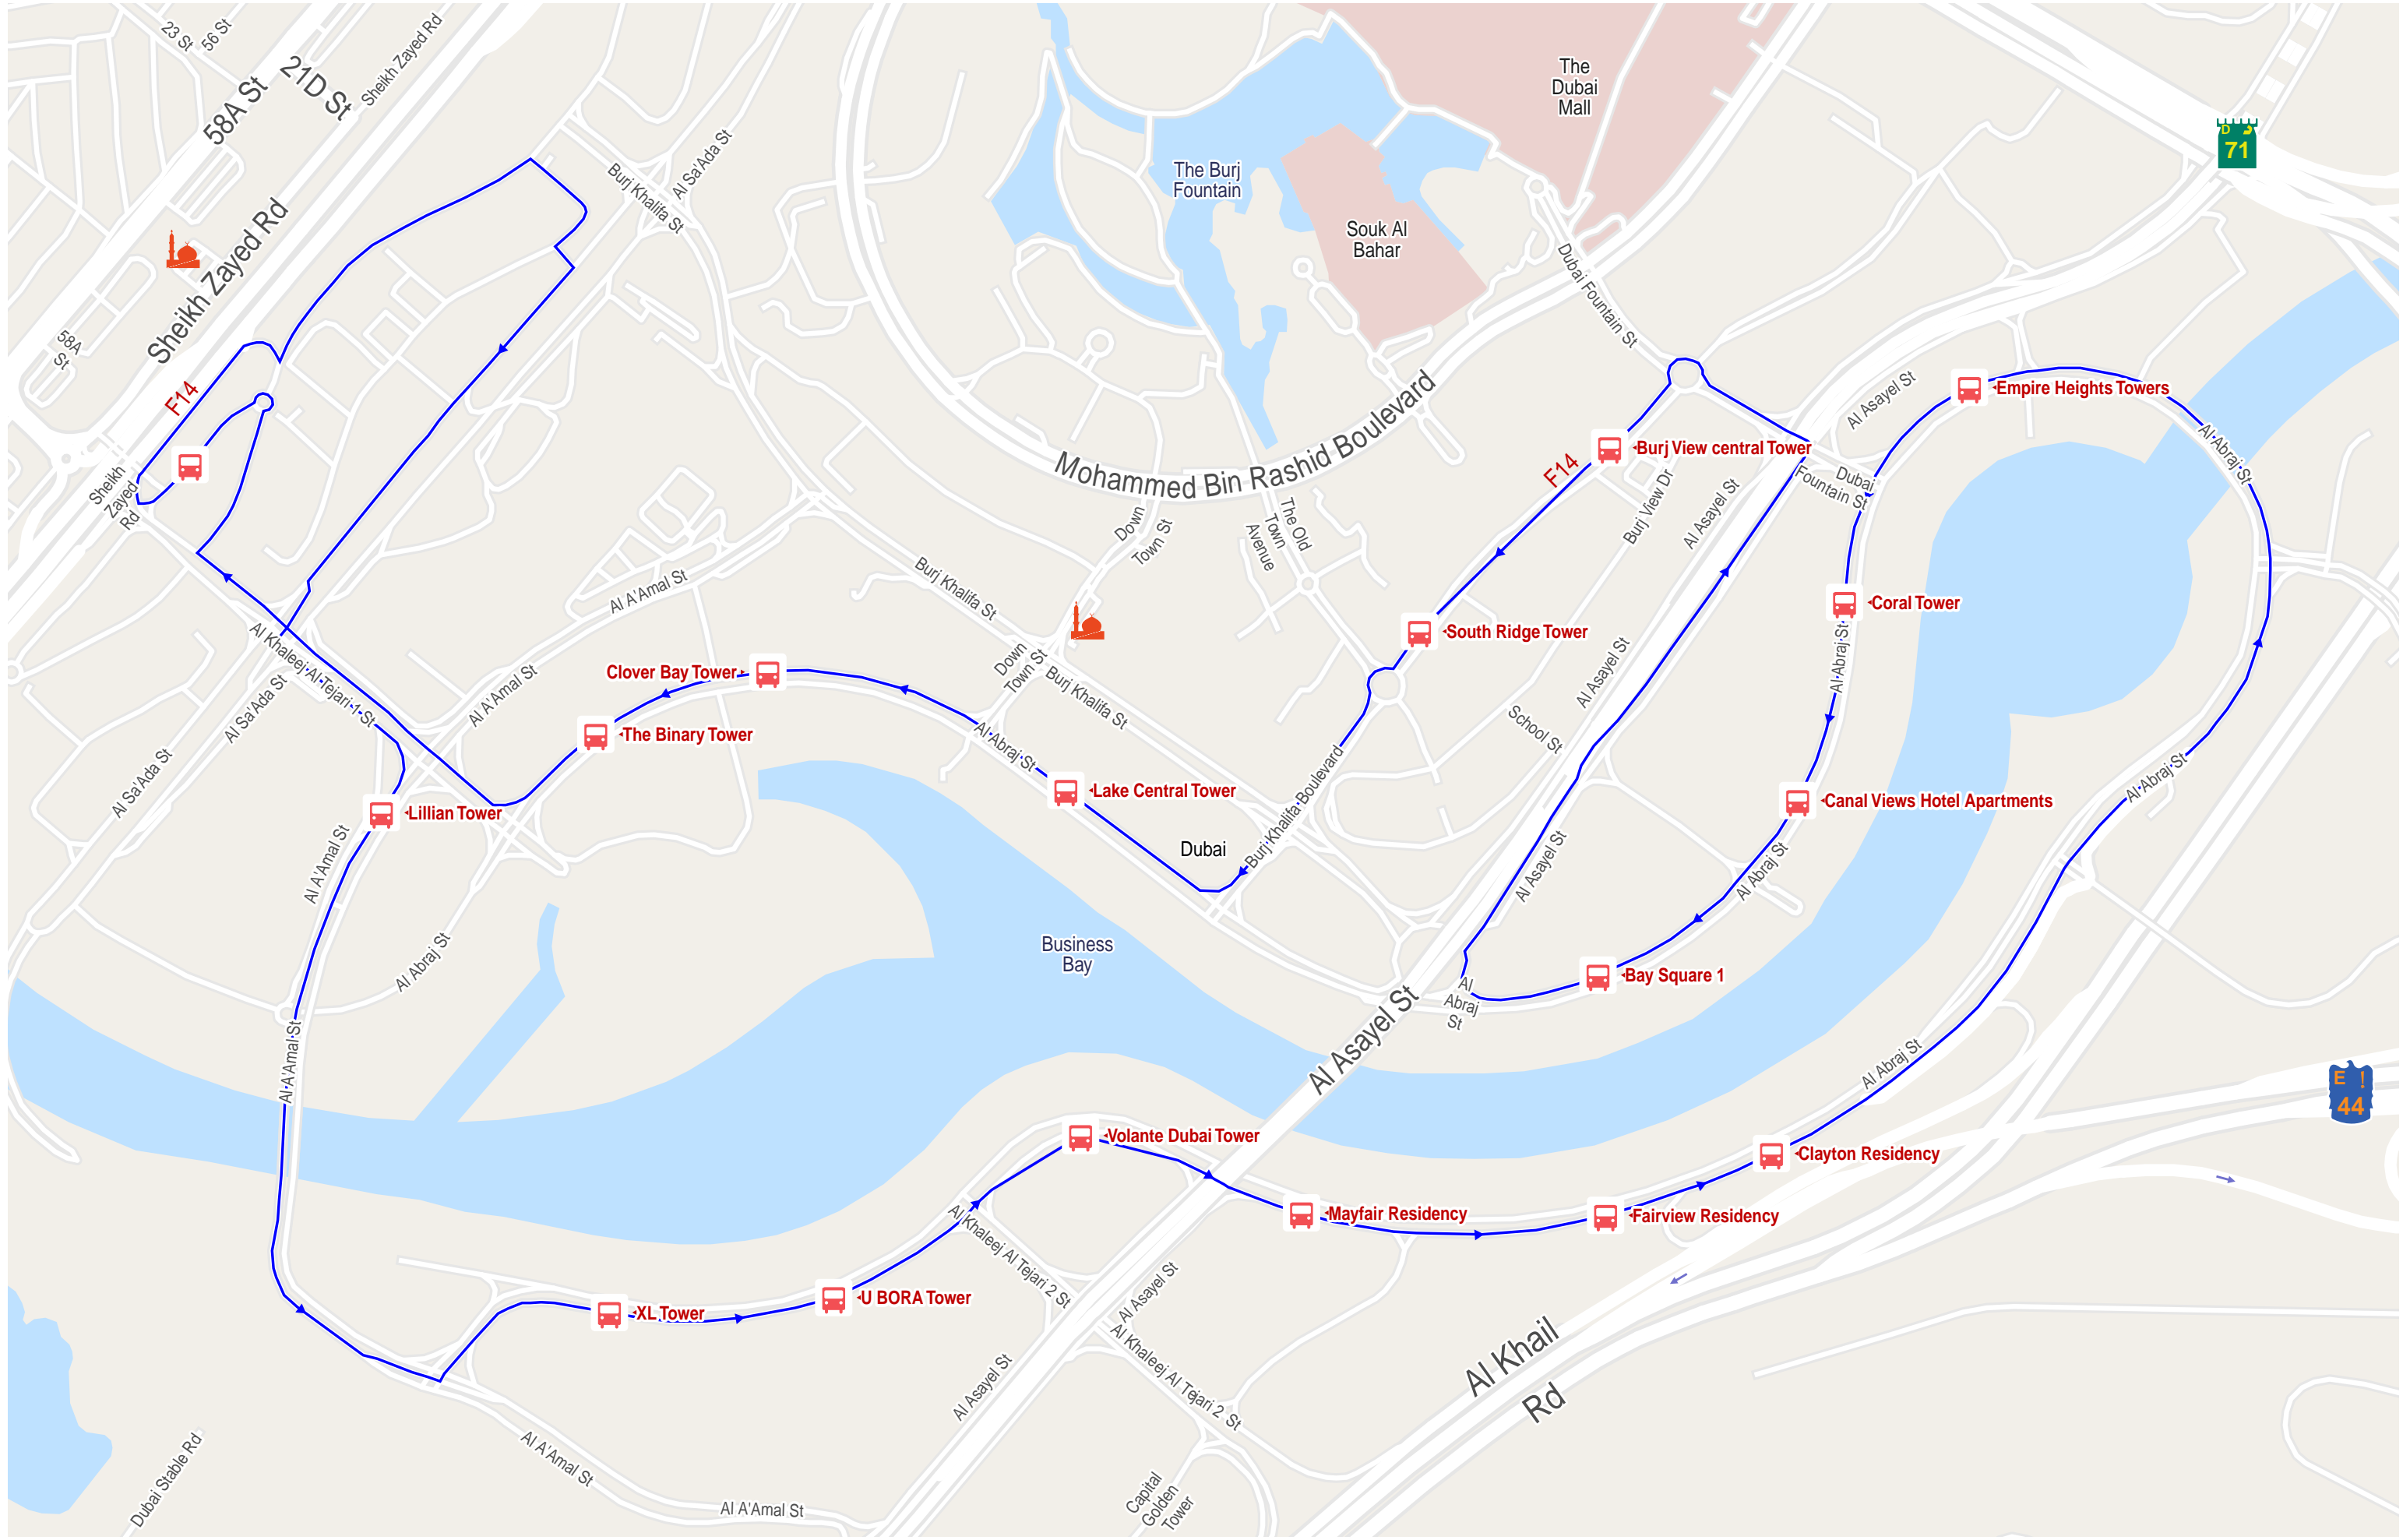 23 St
56 St
Sheikh Zayed Rd
58A St
21D St
The
Dubai
Mall
D
71
Al Sa'Ada St
Burj Khalifa St
The Burj
Fountain
Souk Al
Bahar
Sheikh Zayed Rd
Dubai Fountain St
58A
St
F14
Mohammed Bin Rashid Boulevard
Al Asayel St
Empire Heights Towers
Burj View central Tower
F14
Al Abraj St
Sheikh
Zayed
Rd
Dubai
Fountain St
Burj View Dr
Al Asayel St
Down
Town St
The Old
Town
Avenue
Al A'Amal St
Burj Khalifa St
Coral Tower
South Ridge Tower
Al Khaleej Al Tejari 1 St
Down
Town St
Al Abraj St
Clover Bay Tower
Al Asayel St
Al Sa'Ada St
Al A'Amal St
Burj Khalifa St
School St
The Binary Tower
Al Abraj St
Al Sa'Ada St
Al Abraj St
Lake Central Tower
Canal Views Hotel Apartments
Lillian Tower
Burj Khalifa Boulevard
Dubai
Al A'Amal St
Al Asayel St
Al Abraj St
Business
Bay
Al Abraj St
Bay Square 1
Al
Abraj
St
Al Asayel St
Al A'Amal St
Al Abraj St
E
44
Volante Dubai Tower
Clayton Residency
Mayfair Residency
Fairview Residency
Al Khaleej Al Tejari 2 St
Al Asayel St
U BORA Tower
XL Tower
Al Khaleej Al Tejari 2 St
Al Khail
Rd
Al Asayel St
Dubai Stable Rd
Al A'Amal St
Al A'Amal St
Capital
Golden
Tower